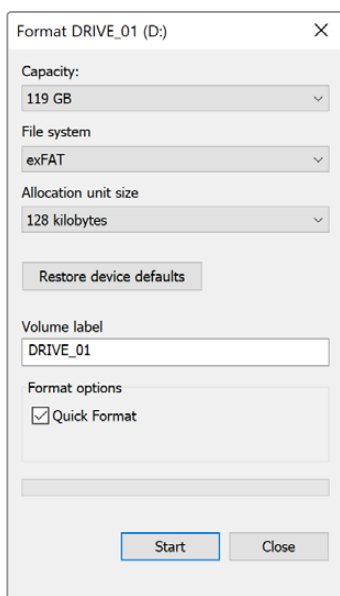 Format DRIVE_01 (D:)
Capacity:
119 GB
File system
exFAT
Allocation unit size
128 kilobytes
Restore device defaults
Volume label
DRIVE_01
Format options
Quick Format
Start Close